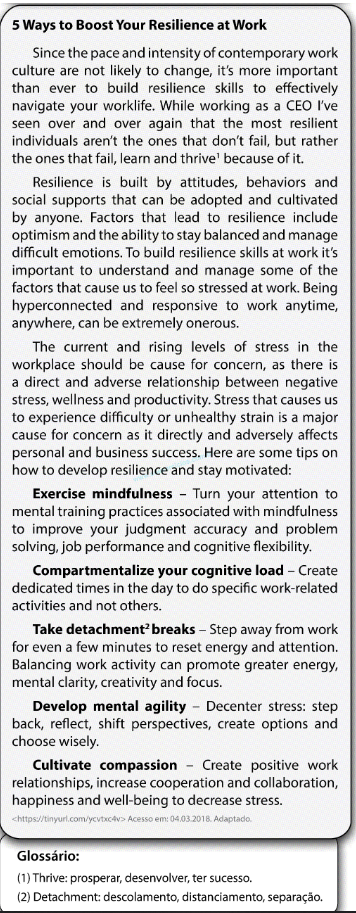 5 Ways to Boost Your Resilience at Work
Since the pace and intensity of contemporary work
culture are not likely to change, it's more important
than ever to build resilience skills to effectively
navigate your worklife. While working as a CEO I've
seen over and over again that the most resilient
individuals aren't the ones that don't fail, but rather
the ones that fail, learn and thrive¹ because of it.
Resilience is built by attitudes, behaviors and
social supports that can be adopted and cultivated
by anyone. Factors that lead to resilience include
optimism and the ability to stay balanced and manage
difficult emotions. To build resilience skills at work it's
important to understand and manage some of the
factors that cause us to feel so stressed at work. Being
hyperconnected and responsive to work anytime,
anywhere, can be extremely onerous.
The current and rising levels of stress in the
workplace should be cause for concern, as there is
a direct and adverse relationship between negative
stress, wellness and productivity. Stress that causes us
to experience difficulty or unhealthy strain is a major
cause for concern as it directly and adversely affects
personal and business success. Here are some tips on
how to develop resilience and stay motivated:
Exercise mindfulness – Turn your attention to
mental training practices associated with mindfulness
to improve your judgment accuracy and problem
solving, job performance and cognitive flexibility.
Compartmentalize your cognitive load – Create
dedicated times in the day to do specific work-related
activities and not others.
Take detachment² breaks – Step away from work
for even a few minutes to reset energy and attention.
Balancing work activity can promote greater energy,
mental clarity, creativity and focus.
Develop mental agility – Decenter stress: step
back, reflect, shift perspectives, create options and
choose wisely.
Cultivate compassion – Create positive work
relationships, increase cooperation and collaboration,
happiness and well-being to decrease stress.
<https://tinyurl.com/ycvtxc4v> Acesso em: 04.03.2018. Adaptado.
Glossário:
(1) Thrive: prosperar, desenvolver, ter sucesso.
(2) Detachment: descolamento, distanciamento, separação.